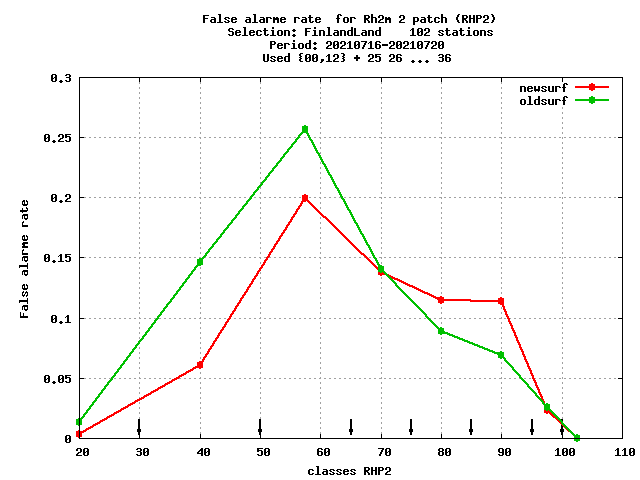 False alarme rate  for Rh2m 2 patch (RHP2)
Selection: FinlandLand    102 stations
Period: 20210716-20210720
Used {00,12} + 25 26 ... 36
newsurf
oldsurf
False alarme rate
0.3
0.25
0.2
0.15
0.1
0.05
0
20 30 40 50 60 70 80 90 100 110
classes RHP2